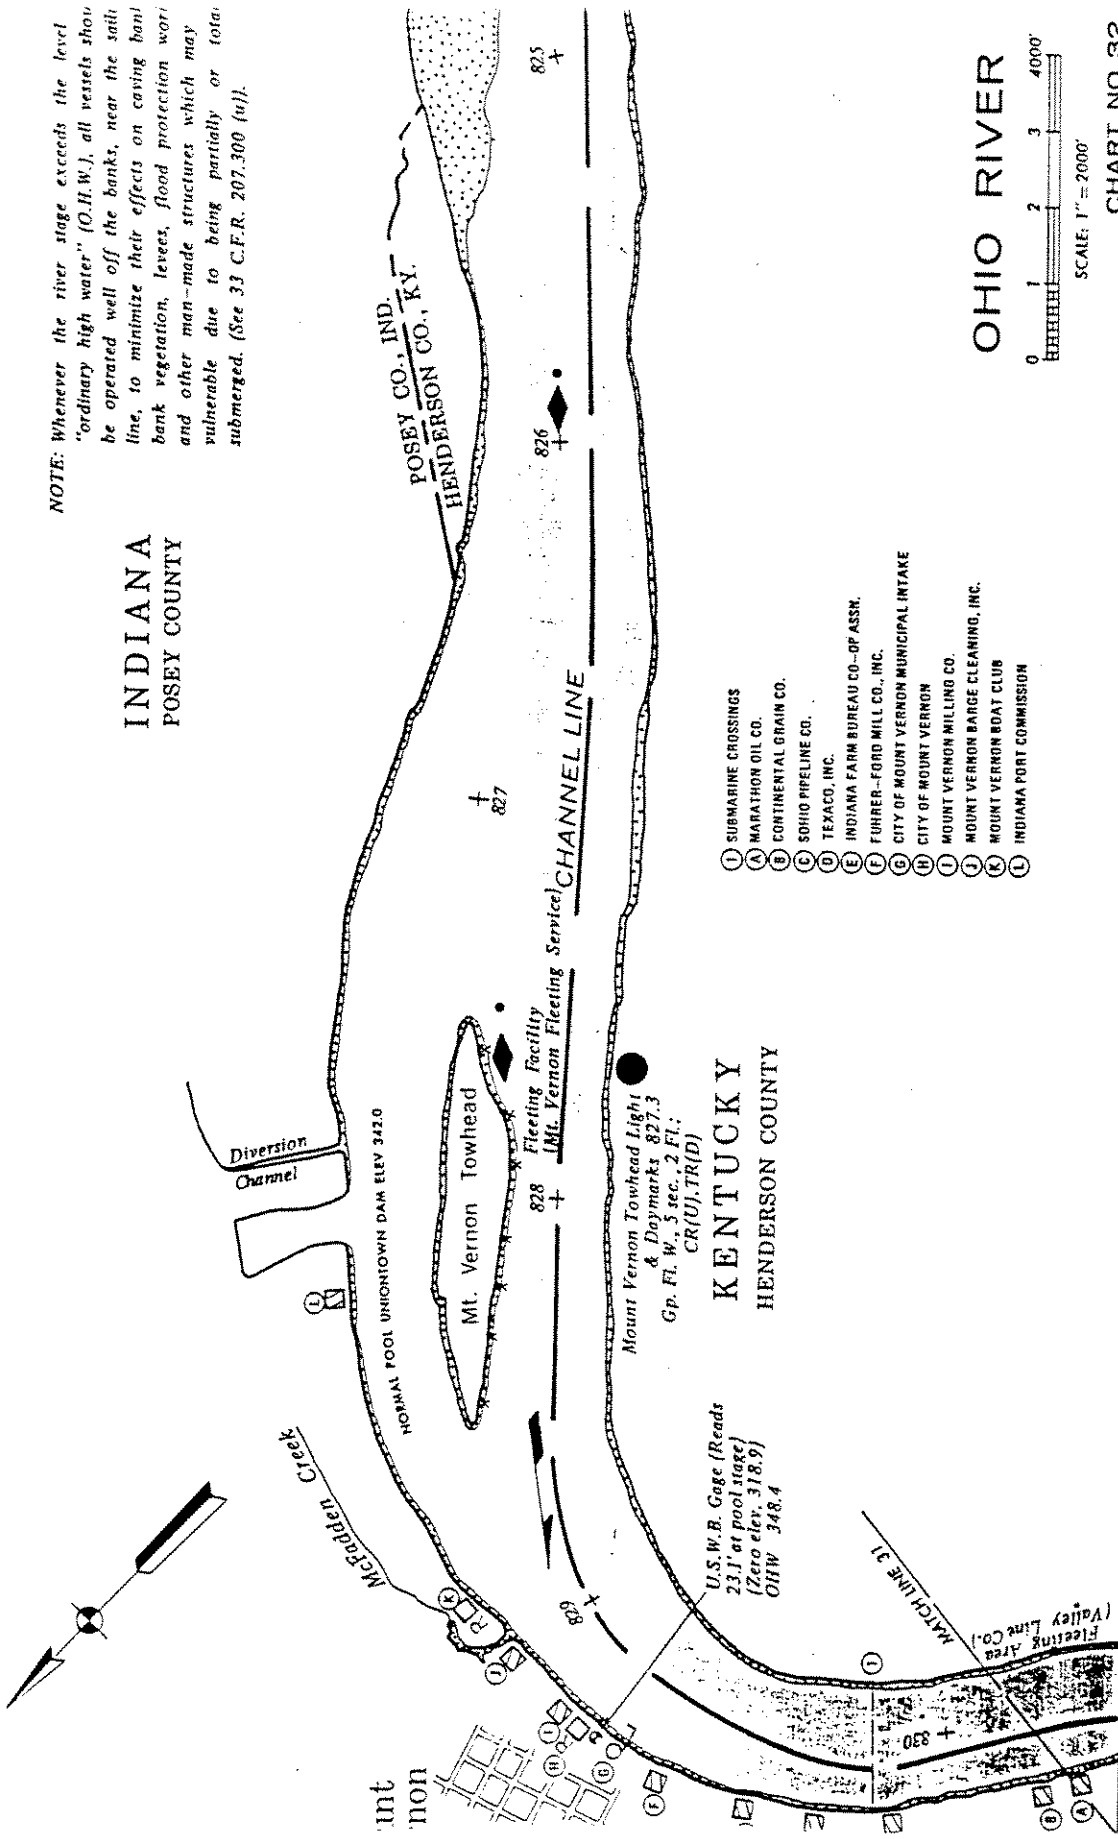 NOTE: Whenever the river stage exceeds the level
"ordinary high water" (O.H.W.), all vessels
be operated well off the banks, near the
line, to minimize their effects on caving
bank vegetation, levees, flood protection
and other man-made structures which may
vulnerable due to being partially or
submerged. (See 33 C.F.R. 207.300 (u)).
INDIANA
POSEY COUNTY
POSEY CO., IND.
HENDERSON CO., KY.
825
826
827
828
829
830
CHANNEL LINE
Diversion
Channel
NORMAL POOL UNIONTOWN DAM ELEV 342.0
Mt. Vernon Towhead
Fleeting Facility
(Mt. Vernon Fleeting Service)
McFadden Creek
Mount Vernon Towhead Light
& Daymarks 827.3
Gp. Fl. W., 5 sec., 2 Fl.;
CR(U), TR(D)
KENTUCKY
HENDERSON COUNTY
U.S.W.B. Gage (Reads
23.1' at pool stage)
(Zero elev. 318.9)
OHW 348.4
MATCH LINE 31
Fleeting Area
(Valley Line Co.)
int
non
L
K
J
I
H
G
F
B
A
1
1 SUBMARINE CROSSINGS
A MARATHON OIL CO.
B CONTINENTAL GRAIN CO.
C SOHIO PIPELINE CO.
D TEXACO, INC.
E INDIANA FARM BUREAU CO-OP ASSN.
F FUHRER-FORD MILL CO., INC.
G CITY OF MOUNT VERNON MUNICIPAL INTAKE
H CITY OF MOUNT VERNON
I MOUNT VERNON MILLING CO.
J MOUNT VERNON BARGE CLEANING, INC.
K MOUNT VERNON BOAT CLUB
L INDIANA PORT COMMISSION
OHIO RIVER
0 1 2 3 4000'
SCALE: 1" = 2000'
CHART NO. 32